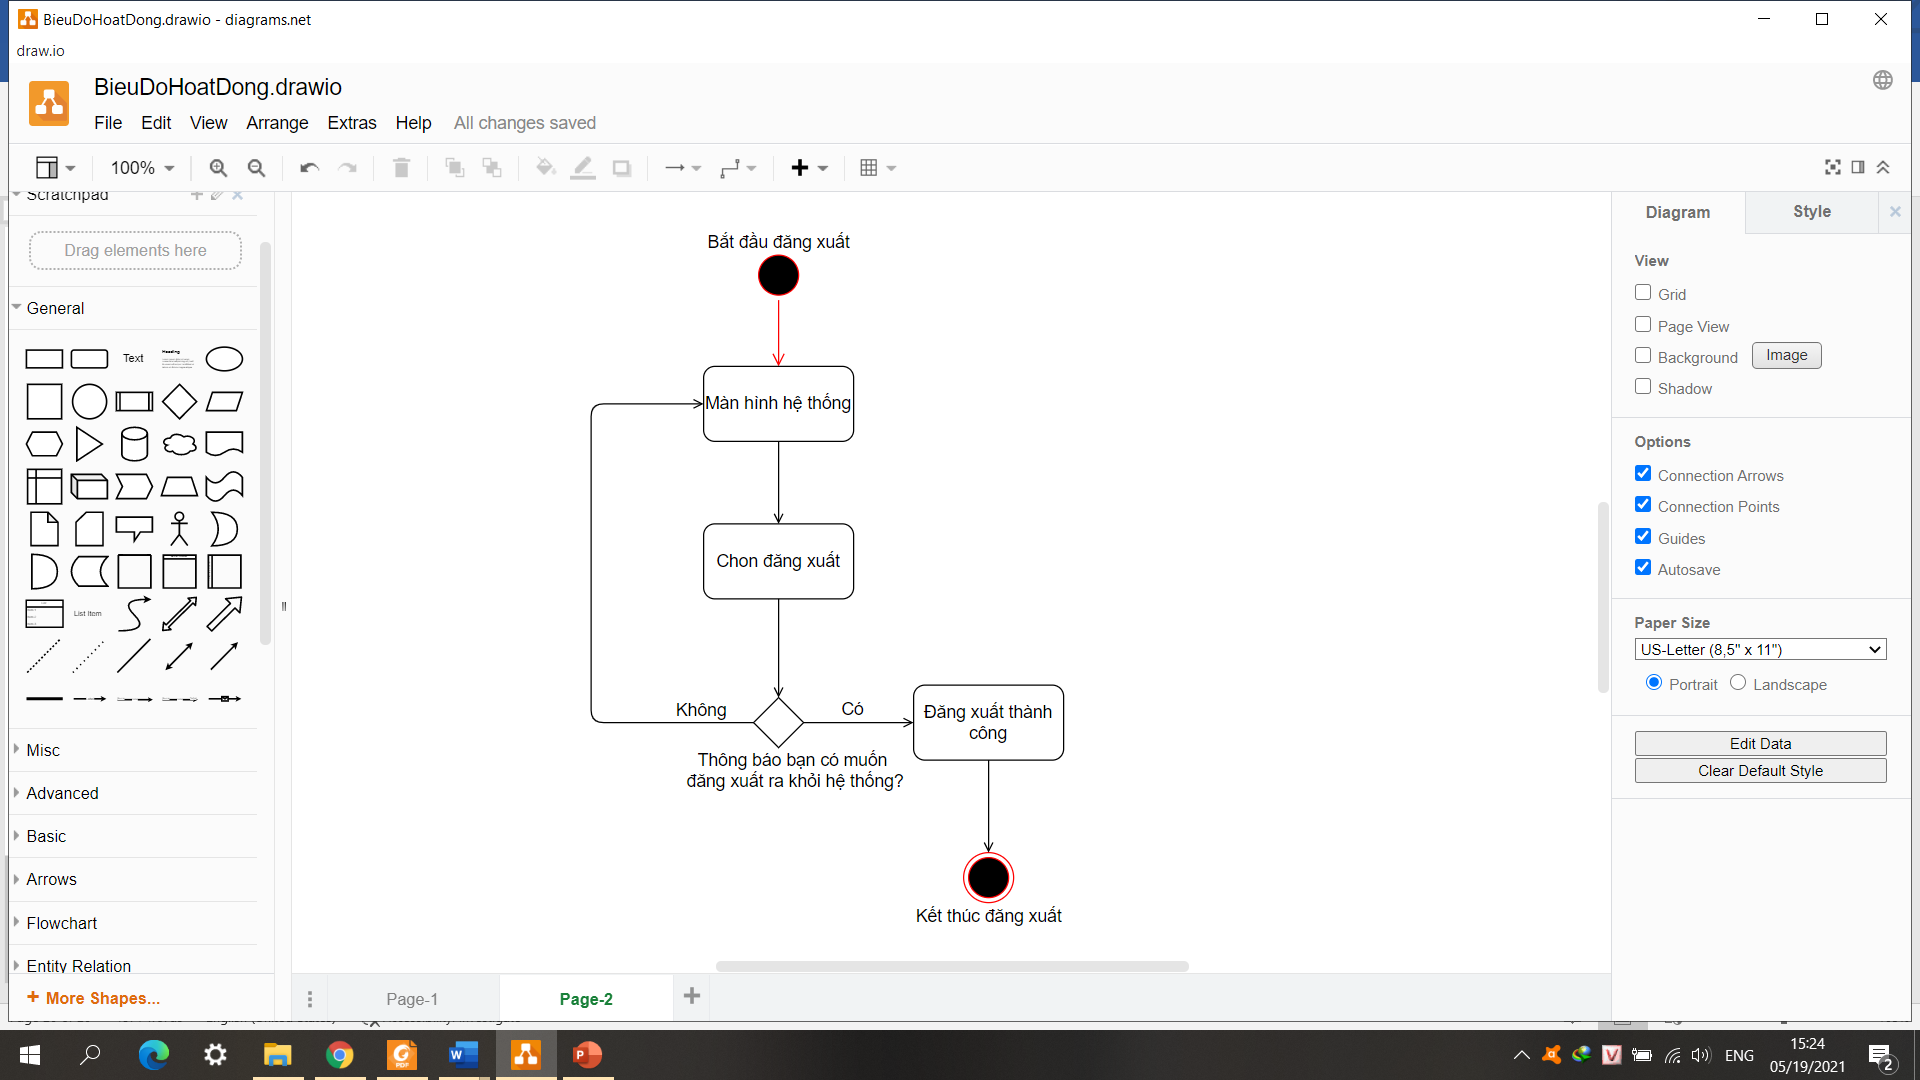 BieuDoHoatDong.drawio - diagrams.net
draw.io
BieuDoHoatDong.drawio
File Edit View Arrange Extras Help All changes saved
100%
Scratchpad
Drag elements here
General
Text
Heading
List Item
Misc
Advanced
Basic
Arrows
Flowchart
Entity Relation
+ More Shapes...
Bắt đầu đăng xuất
Màn hình hệ thống
Chon đăng xuất
Không
Có
Thông báo bạn có muốn
đăng xuất ra khỏi hệ thống?
Đăng xuất thành
công
Kết thúc đăng xuất
Page-1
Page-2
Diagram
Style
View
Grid
Page View
Background
Image
Shadow
Options
Connection Arrows
Connection Points
Guides
Autosave
Paper Size
US-Letter (8,5" x 11")
Portrait
Landscape
Edit Data
Clear Default Style
ENG
15:24
05/19/2021
2